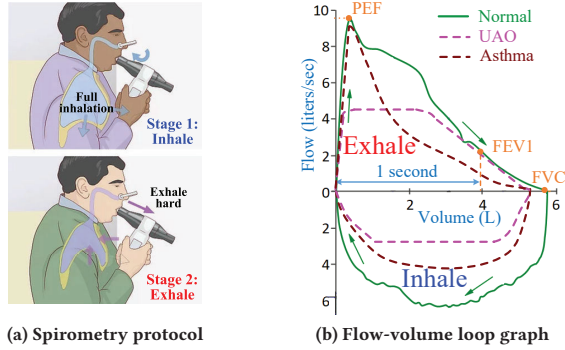 Full
inhalation
Stage 1:
Inhale
Exhale
hard
Stage 2:
Exhale
(a) Spirometry protocol
10
8
6
4
2
0
2
4
6
Flow (liters/sec)
PEF
Normal
UAO
Asthma
Exhale
FEV1
1 second
FVC
2
4
6
Volume (L)
Inhale
(b) Flow-volume loop graph